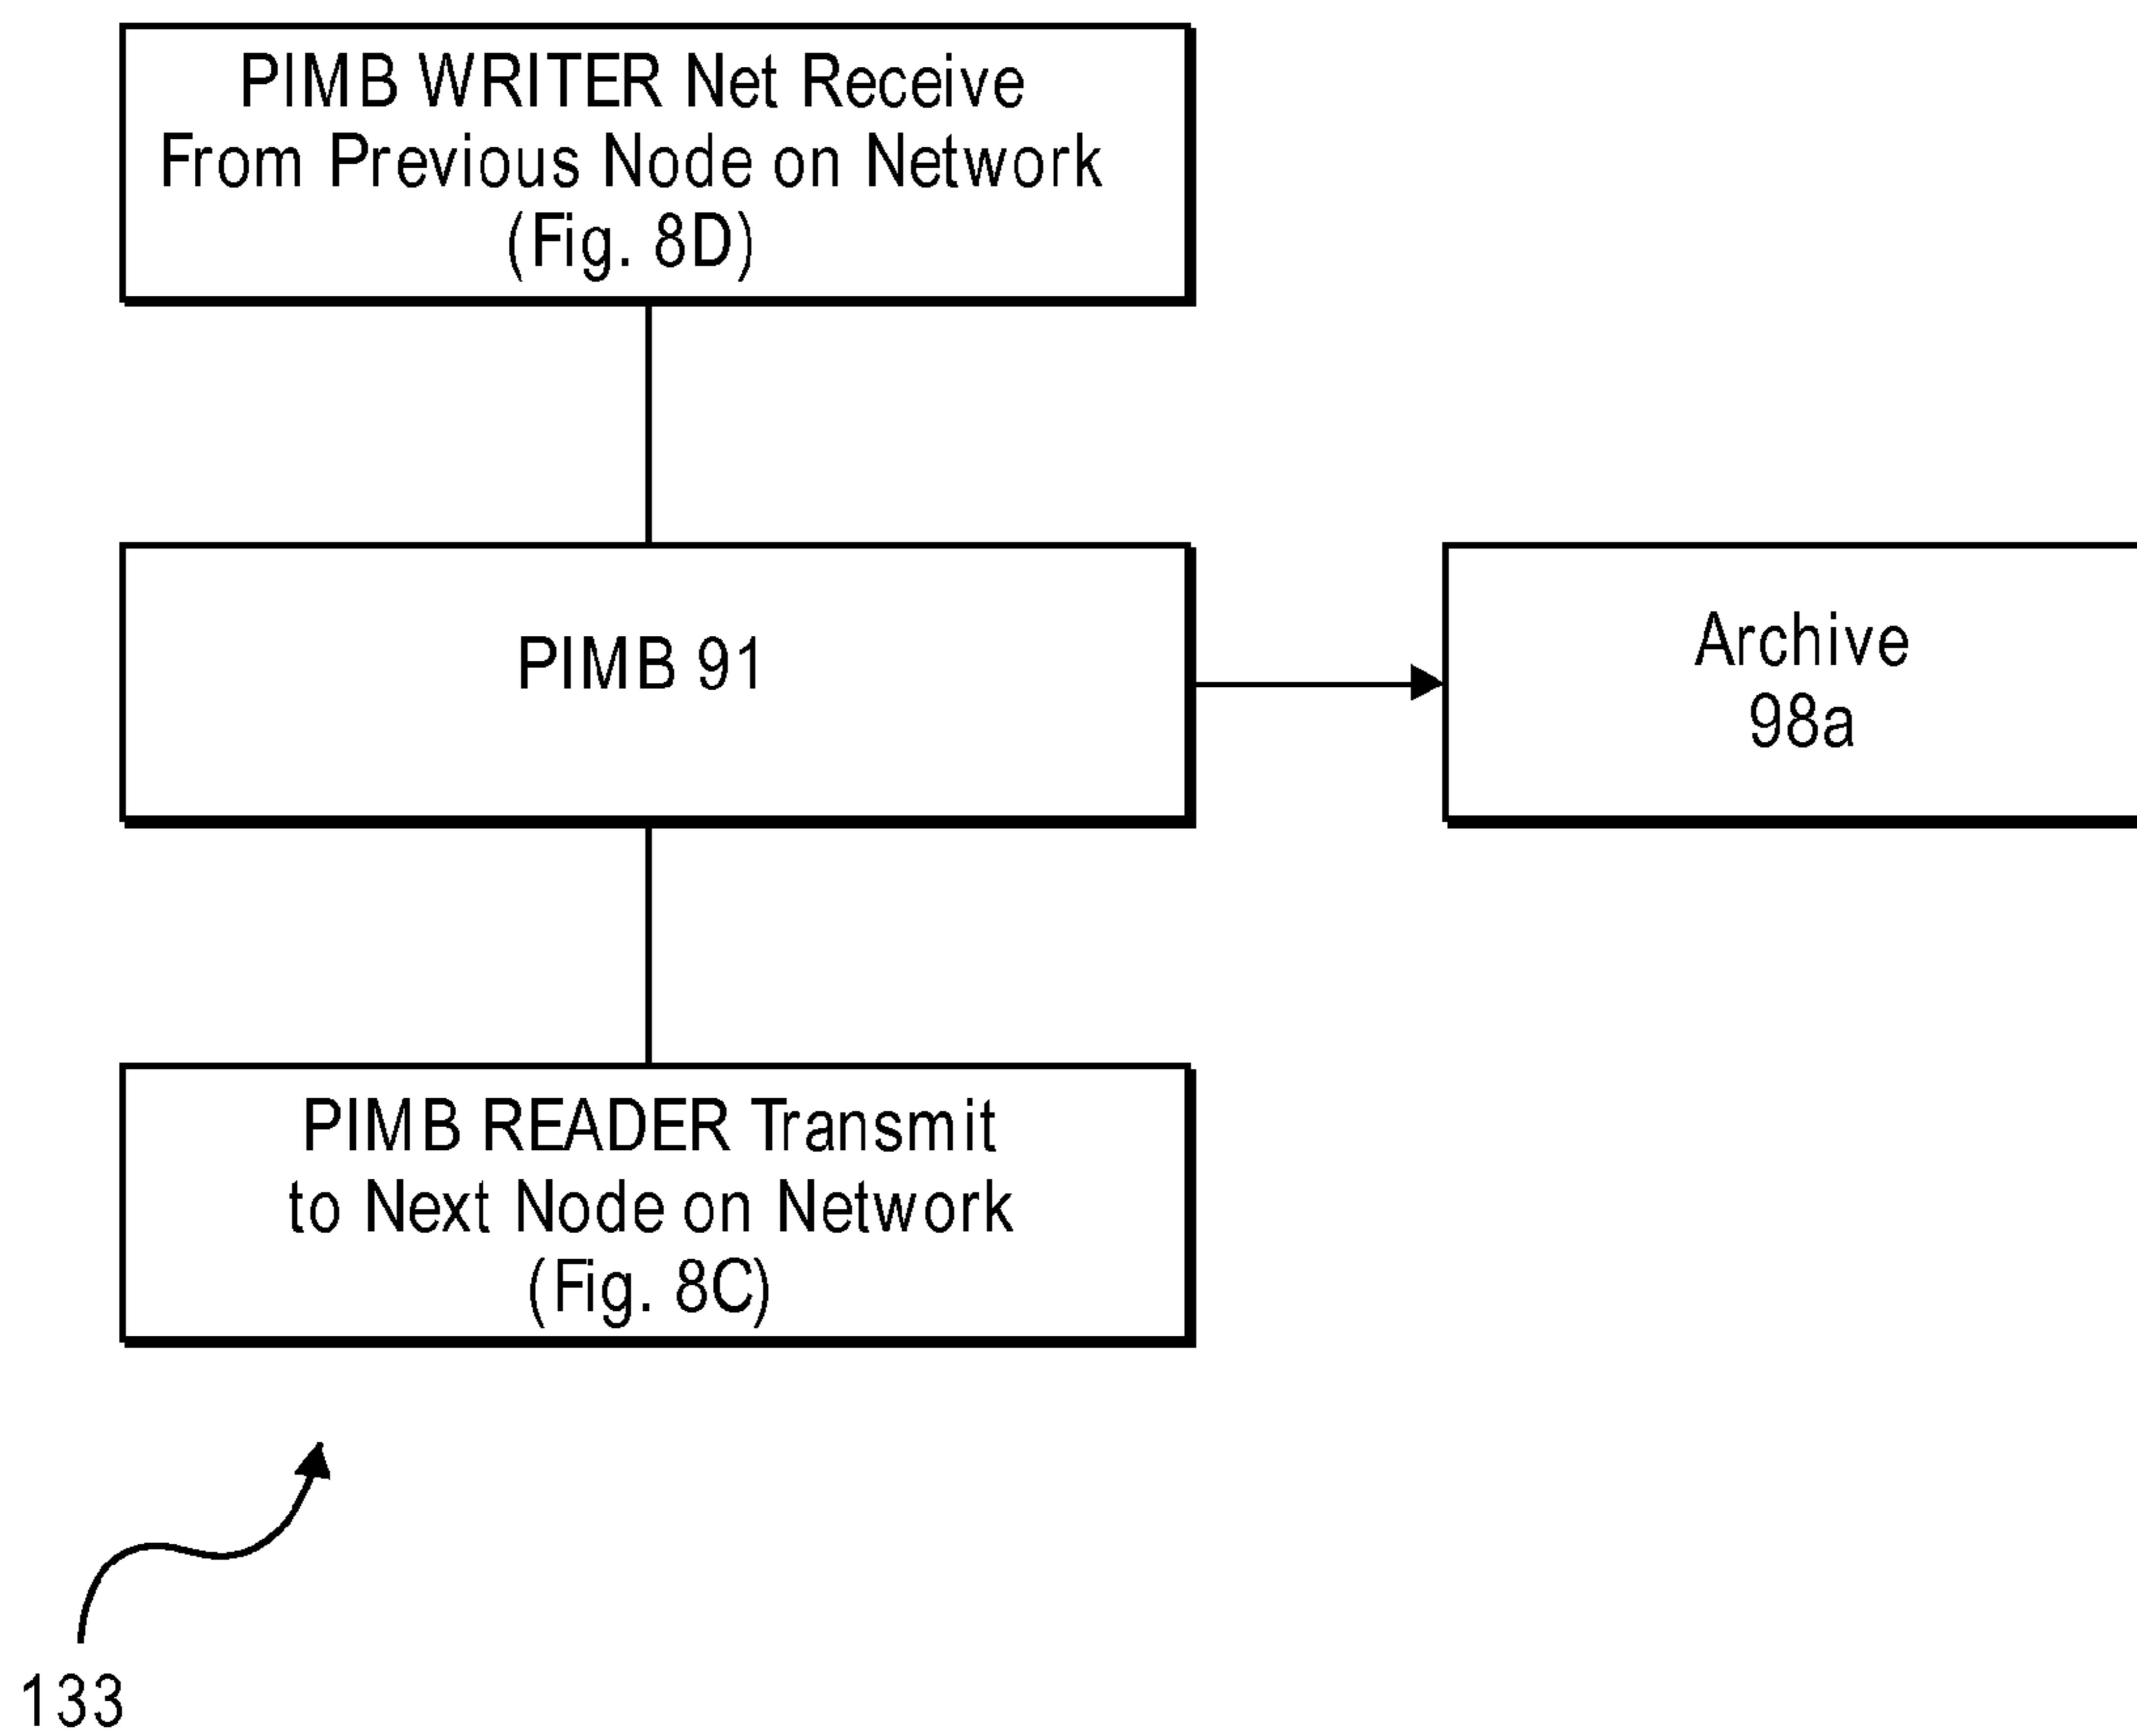 PIMB WRITER Net Receive
From Previous Node on Network
(Fig. 8D)
PIMB 91
Archive
98a
PIMB READER Transmit
to Next Node on Network
(Fig. 8C)
133